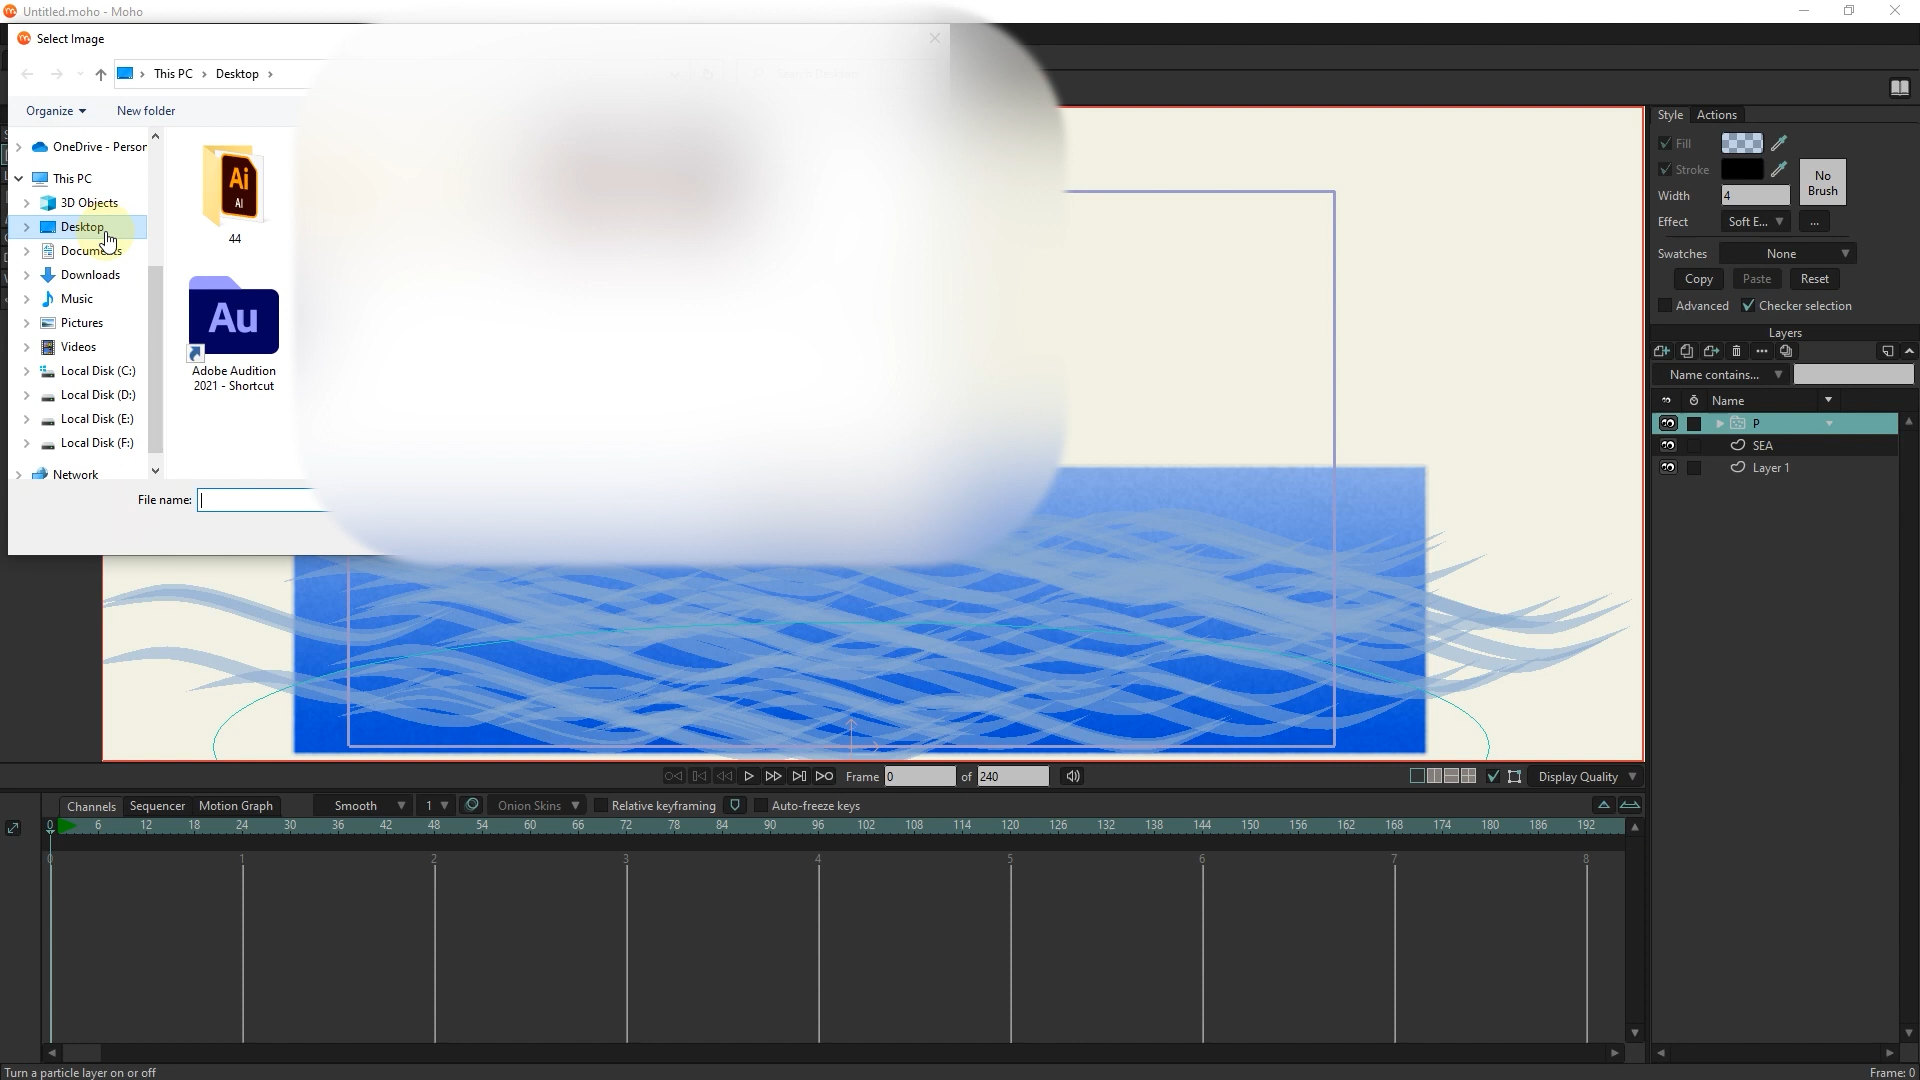 Untitled.moho - Moho
Select Image
This PC
Desktop
Organize
New folder
OneDrive - Person
This PC
3D Objects
Desktop
Documents
Downloads
Music
Pictures
Videos
Local Disk (C:)
Local Disk (D:)
Local Disk (E:)
Local Disk (F:)
Network
Ai
AI
44
Au
Adobe Audition
2021 - Shortcut
File name:
Style Actions
Fill
Stroke
No
Brush
Width 4
Effect Soft E... ...
Swatches None
Copy Paste Reset
Advanced Checker selection
Layers
Name contains...
Name
P
SEA
Layer 1
Frame 0 of 240
Display Quality
Channels Sequencer Motion Graph Smooth 1 Onion Skins Relative keyframing Auto-freeze keys
0 6 12 18 24 30 36 42 48 54 60 66 72 78 84 90 96 102 108 114 120 126 132 138 144 150 156 162 168 174 180 186 192
0 1 2 3 4 5 6 7 8
Turn a particle layer on or off
Frame: 0